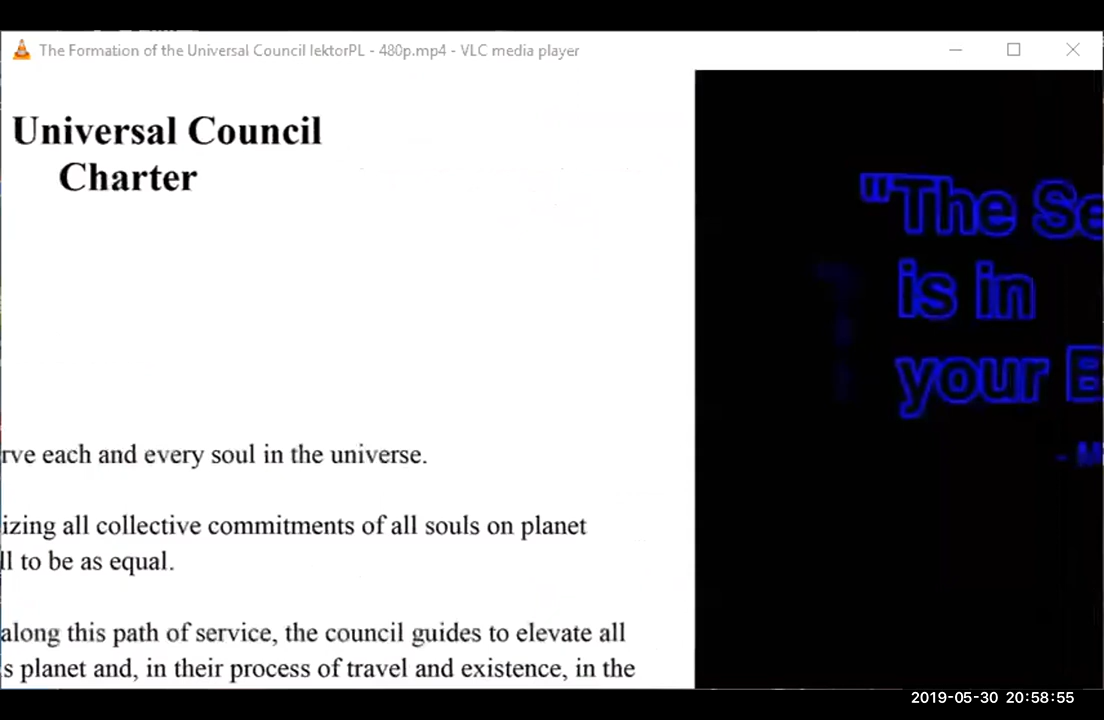 The Formation of the Universal Council lektorPL - 480p.mp4 - VLC media player
Universal Council
Charter
rve each and every soul in the universe.
izing all collective commitments of all souls on planet
ll to be as equal.
along this path of service, the council guides to elevate all
s planet and, in their process of travel and existence, in the
"The Se
is in
your B
- M
2019-05-30 20:58:55